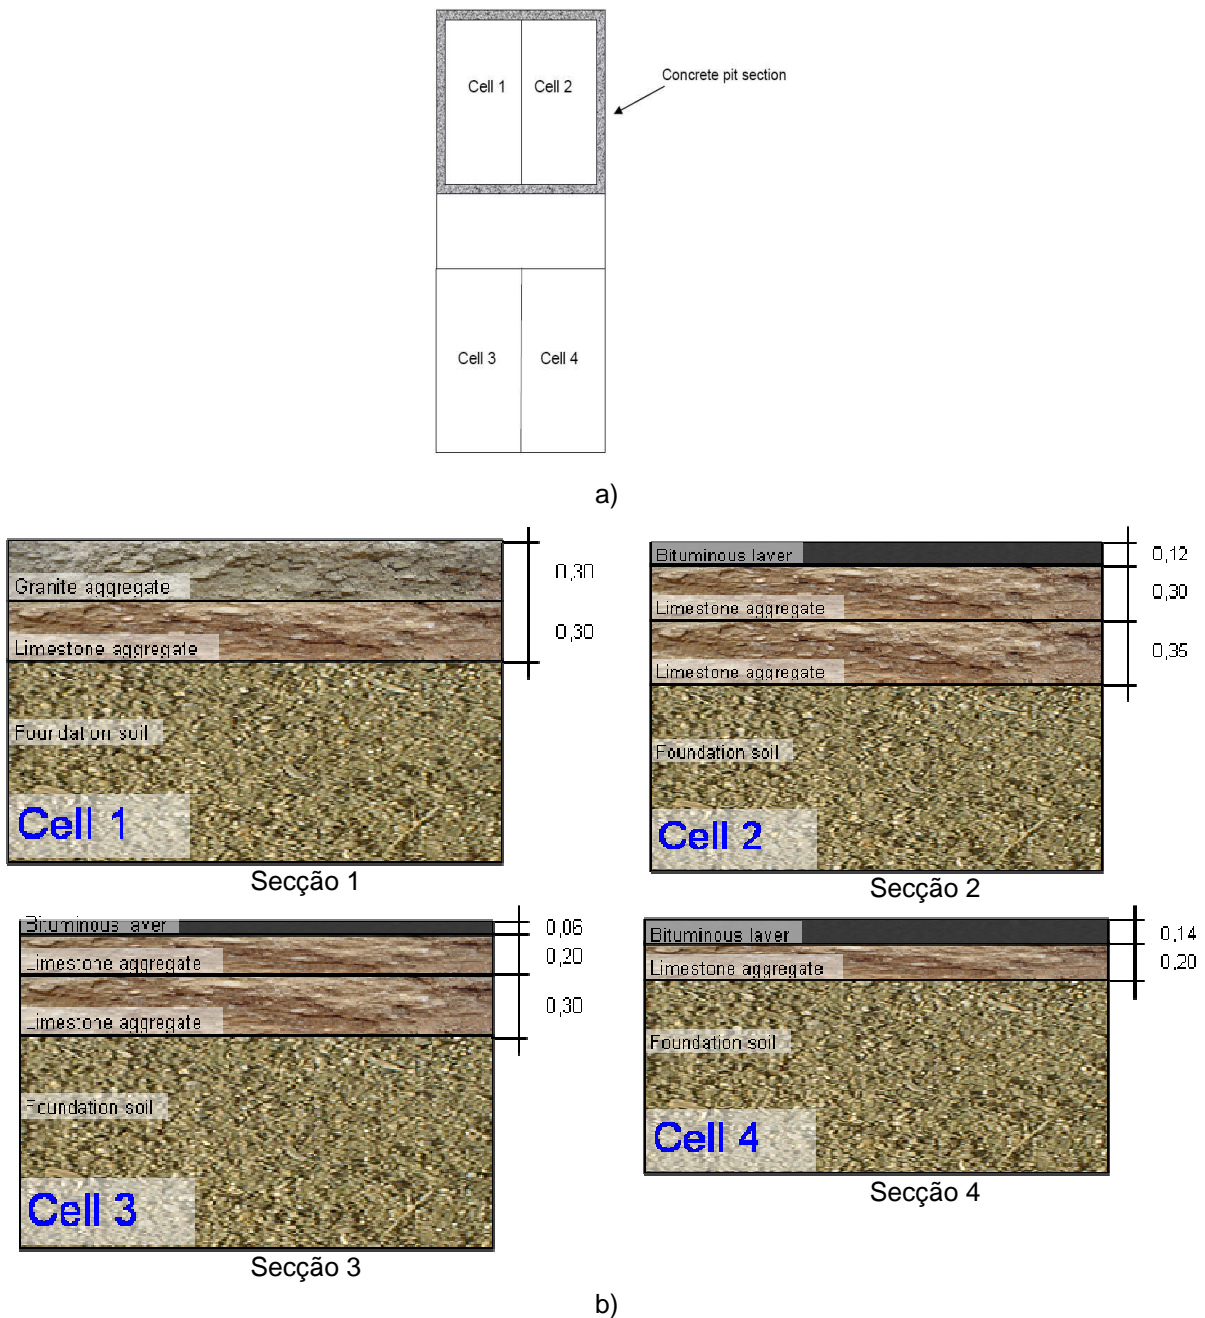 Cell 1
Cell 2
Concrete pit section
Cell 3
Cell 4
a)
Granite aggregate
Limestone aggregate
Foundation soil
Cell 1
0,30
0,30
Secção 1
Bituminous layer
Limestone aggregate
Limestone aggregate
Foundation soil
Cell 2
0,12
0,30
0,35
Secção 2
Bituminous layer
Limestone aggregate
Limestone aggregate
Foundation soil
Cell 3
0,06
0,20
0,30
Secção 3
Bituminous layer
Limestone aggregate
Foundation soil
Cell 4
0,14
0,20
Secção 4
b)